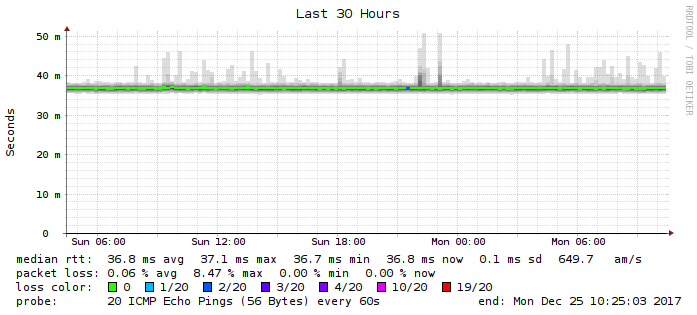 Last 30 Hours
RRDTOOL / TOBI OETIKER
Seconds
50 m
40 m
30 m
20 m
10 m
0
Sun 06:00 Sun 12:00 Sun 18:00 Mon 00:00 Mon 06:00
median rtt: 36.8 ms avg 37.1 ms max 36.7 ms min 36.8 ms now 0.1 ms sd 649.7 am/s
packet loss: 0.06 % avg 8.47 % max 0.00 % min 0.00 % now
loss color: 0 1/20 2/20 3/20 4/20 10/20 19/20
probe: 20 ICMP Echo Pings (56 Bytes) every 60s end: Mon Dec 25 10:25:03 2017